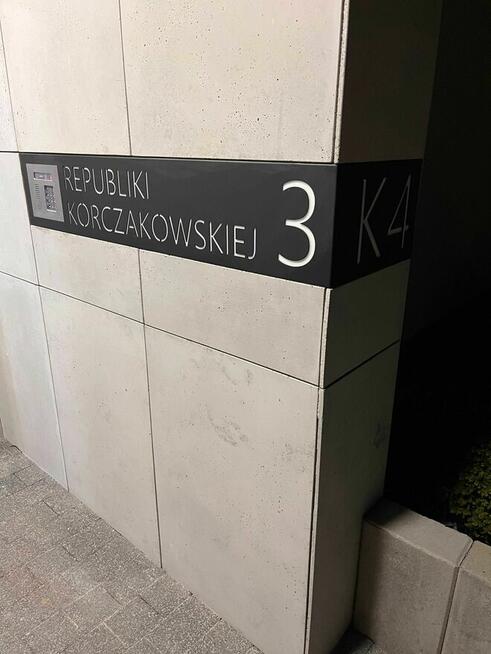 REPUBLIKI
KORCZAKOWSKIEJ
3
K4